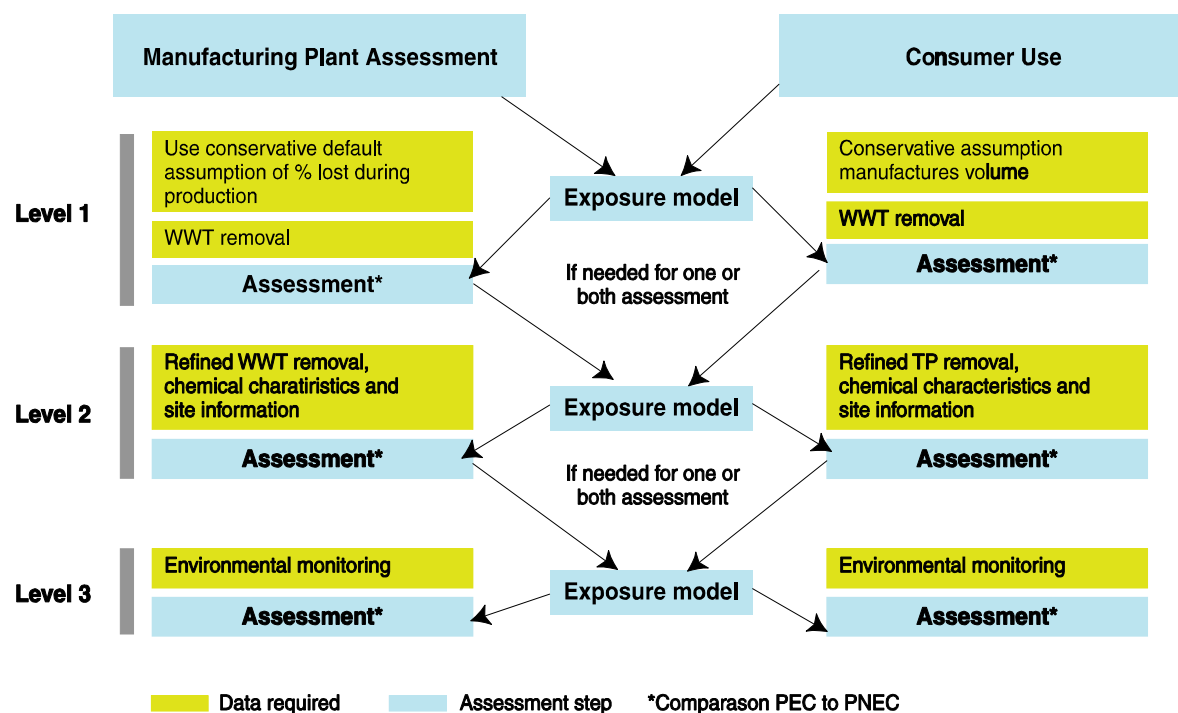 Manufacturing Plant Assessment
Consumer Use
Level 1
Use conservative default
assumption of % lost during
production
WWT removal
Assessment*
Exposure model
Conservative assumption
manufactures volume
WWT removal
Assessment*
If needed for one or
both assessment
Level 2
Refined WWT removal,
chemical charatiristics and
site information
Assessment*
Exposure model
Refined TP removal,
chemical characteristics and
site information
Assessment*
If needed for one or
both assessment
Level 3
Environmental monitoring
Assessment*
Exposure model
Environmental monitoring
Assessment*
Data required
Assessment step
*Comparason PEC to PNEC